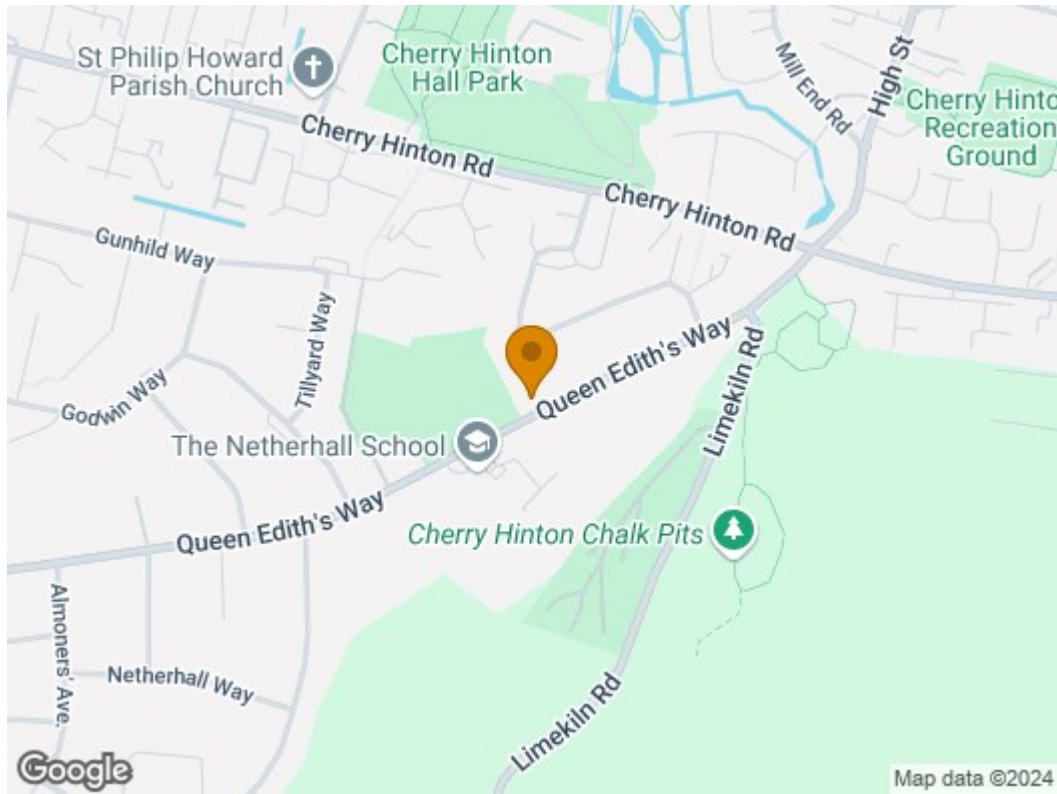 St Philip Howard
Parish Church
Cherry Hinton
Hall Park
Mill End Rd
High St
Cherry Hinto
Recreation
Ground
Cherry Hinton Rd
Cherry Hinton Rd
Gunhild Way
Tillyard Way
Godwin Way
Queen Edith's Way
Limekiln Rd
The Netherhall School
Queen Edith's Way
Cherry Hinton Chalk Pits
Almoners' Ave.
Netherhall Way
Limekiln Rd
Google
Map data ©2024